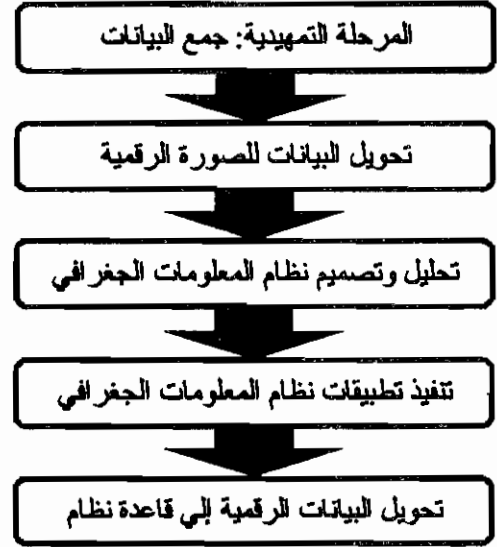 المرحلة التمهيدية: جمع البيانات
تحويل البيانات للصورة الرقمية
تحليل وتصميم نظام المعلومات الجغرافي
تنفيذ تطبيقات نظام المعلومات الجغرافي
تحويل البيانات الرقمية إلي قاعدة نظام